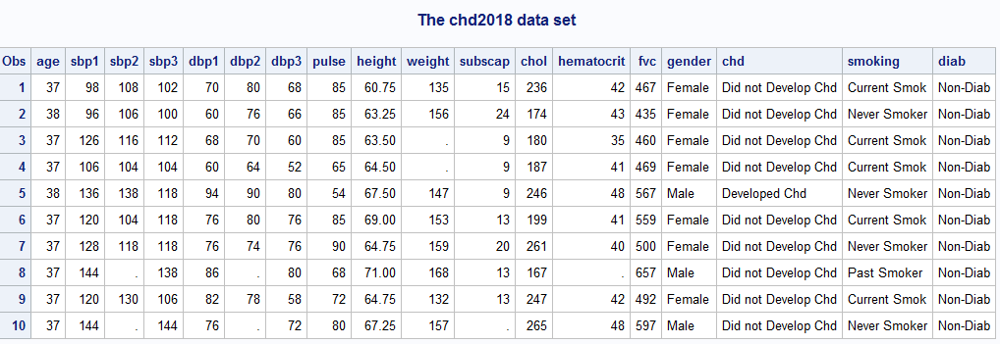 The chd2018 data set
Obs age sbp1 sbp2 sbp3 dbp1 dbp2 dbp3 pulse height weight subscap chol hematocrit fvc gender chd smoking diab
1 37 98 108 102 70 80 68 85 60.75 135 15 236 42 467 Female Did not Develop Chd Current Smok Non-Diab
2 38 96 106 100 60 76 66 85 63.25 156 24 174 43 435 Female Did not Develop Chd Never Smoker Non-Diab
3 37 126 116 112 68 70 60 85 63.50 . 9 180 35 460 Female Did not Develop Chd Current Smok Non-Diab
4 37 106 104 104 60 64 52 65 64.50 . 9 187 41 469 Female Did not Develop Chd Current Smok Non-Diab
5 38 136 138 118 94 90 80 54 67.50 147 9 246 48 567 Male Developed Chd Never Smoker Non-Diab
6 37 120 104 118 76 80 76 85 69.00 153 13 199 41 559 Female Did not Develop Chd Current Smok Non-Diab
7 37 128 118 118 76 74 76 90 64.75 159 20 261 40 500 Female Did not Develop Chd Never Smoker Non-Diab
8 37 144 . 138 86 . 80 68 71.00 168 13 167 . 657 Male Did not Develop Chd Past Smoker Non-Diab
9 37 120 130 106 82 78 58 72 64.75 132 13 247 42 492 Female Did not Develop Chd Current Smok Non-Diab
10 37 144 . 144 76 . 72 80 67.25 157 . 265 48 597 Male Did not Develop Chd Never Smoker Non-Diab